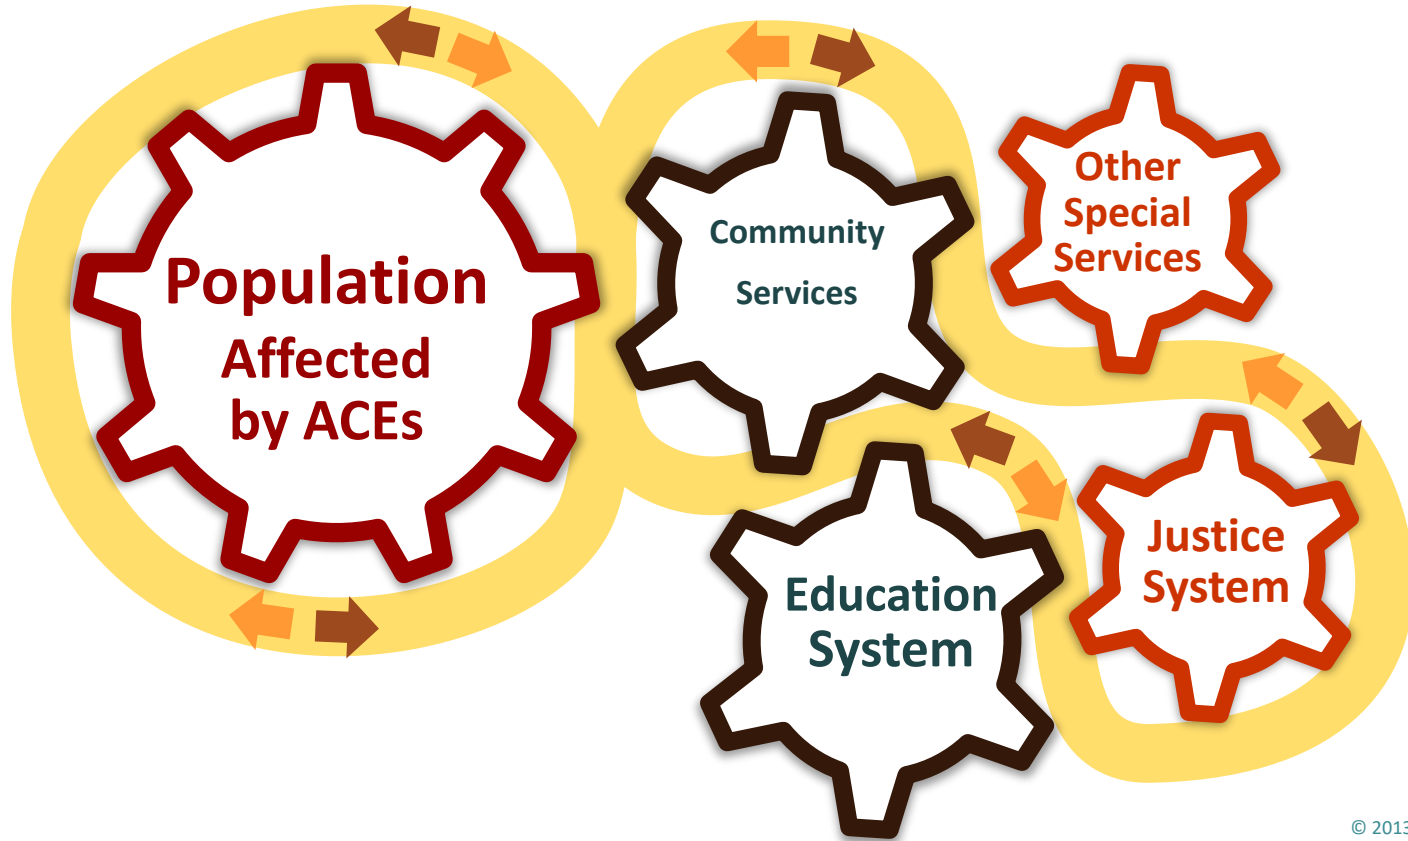 Population
Affected
by ACEs
Community
Services
Other
Special
Services
Education
System
Justice
System
© 2013